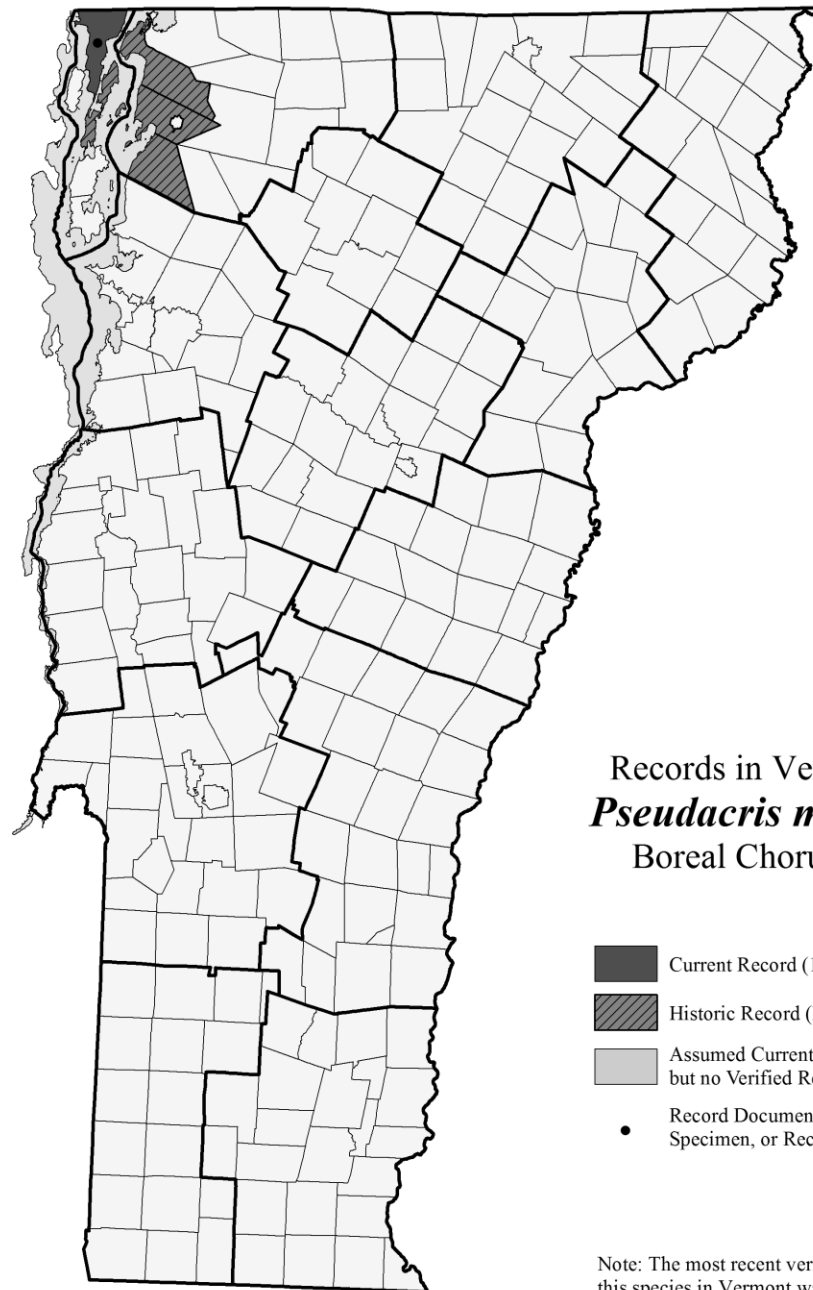 Records in Ve
Pseudacris m
Boreal Choru
Current Record (1
Historic Record (
Assumed Current
but no Verified Re
Record Documen
Specimen, or Rec
Note: The most recent ver
this species in Vermont w